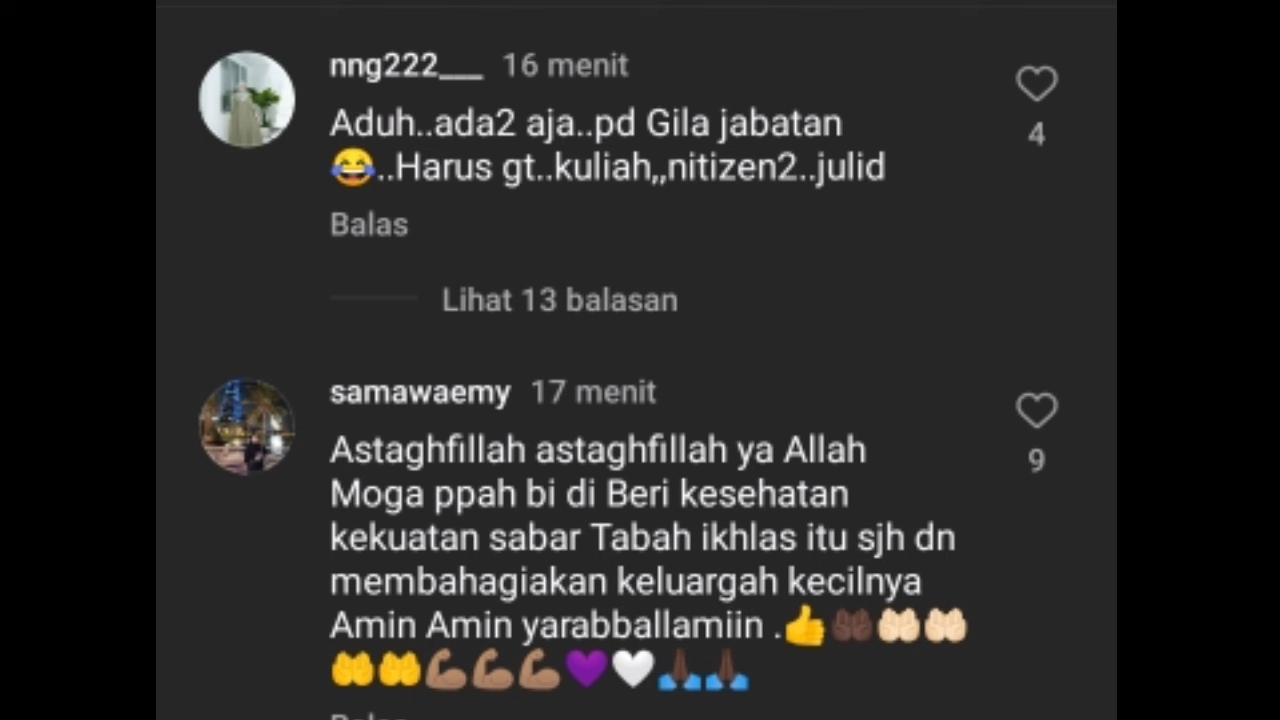 nng222___ 16 menit
Aduh..ada2 aja..pd Gila jabatan
😂..Harus gt..kuliah,,nitizen2..julid
4
Balas
Lihat 13 balasan
samawaemy 17 menit
Astaghfillah astaghfillah ya Allah
Moga ppah bi di Beri kesehatan
kekuatan sabar Tabah ikhlas itu sjh dn
membahagiakan keluargah kecilnya
Amin Amin yarabballamiin .👍🤲🏿🤲🏻🤲🏻
🤲🤲💪🏽💪🏽💪🏽💜🤍🙏🏿🙏🏿
9
Balas